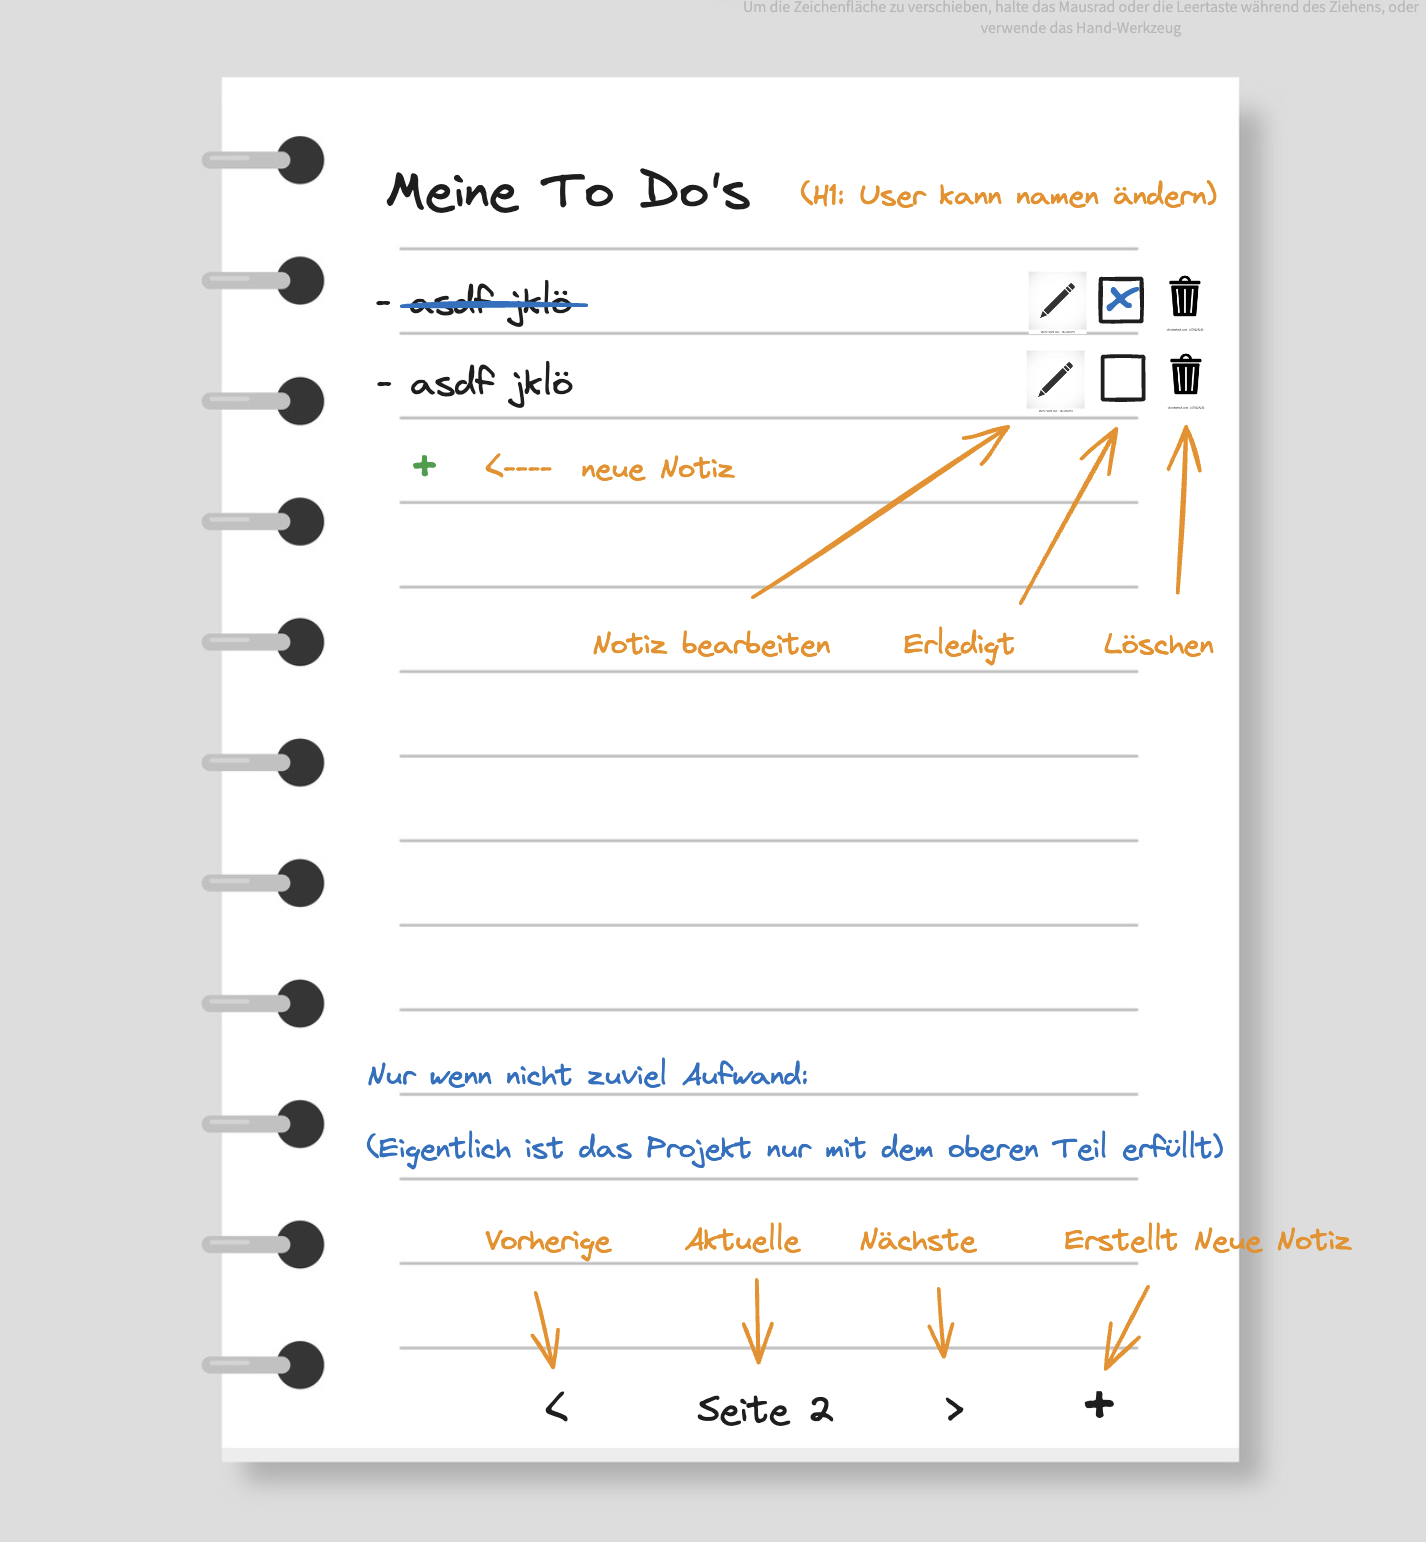 Um die Zeichenfläche zu verschieben, halte das Mausrad oder die Leertaste während des Ziehens, oder
verwende das Hand-Werkzeug
Meine To Do's (H1: User kann namen ändern)
- asdf jklö
- asdf jklö
+ <---- neue Notiz
Notiz bearbeiten Erledigt Löschen
Nur wenn nicht zuviel Aufwand:
(Eigentlich ist das Projekt nur mit dem oberen Teil erfüllt)
Vorherige Aktuelle Nächste Erstellt Neue Notiz
< Seite 2 > +